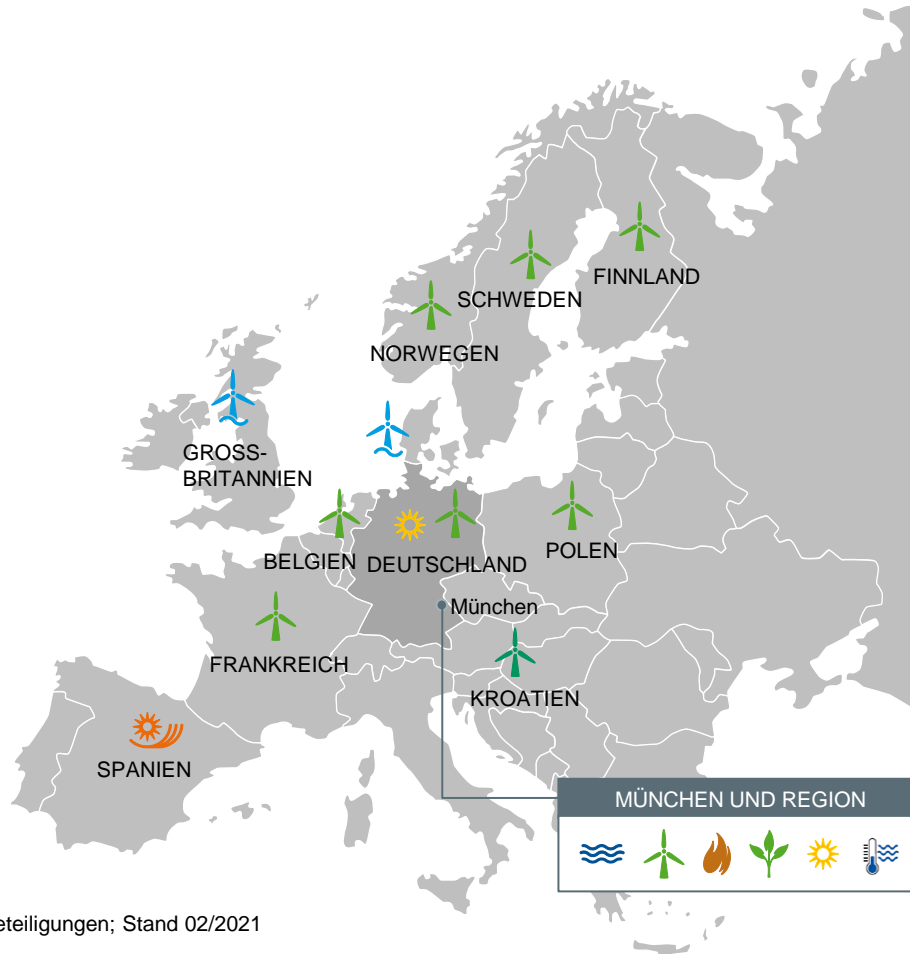 FINNLAND
SCHWEDEN
NORWEGEN
GROSS-
BRITANNIEN
BELGIEN
DEUTSCHLAND
POLEN
München
FRANKREICH
KROATIEN
SPANIEN
MÜNCHEN UND REGION
eteiligungen; Stand 02/2021